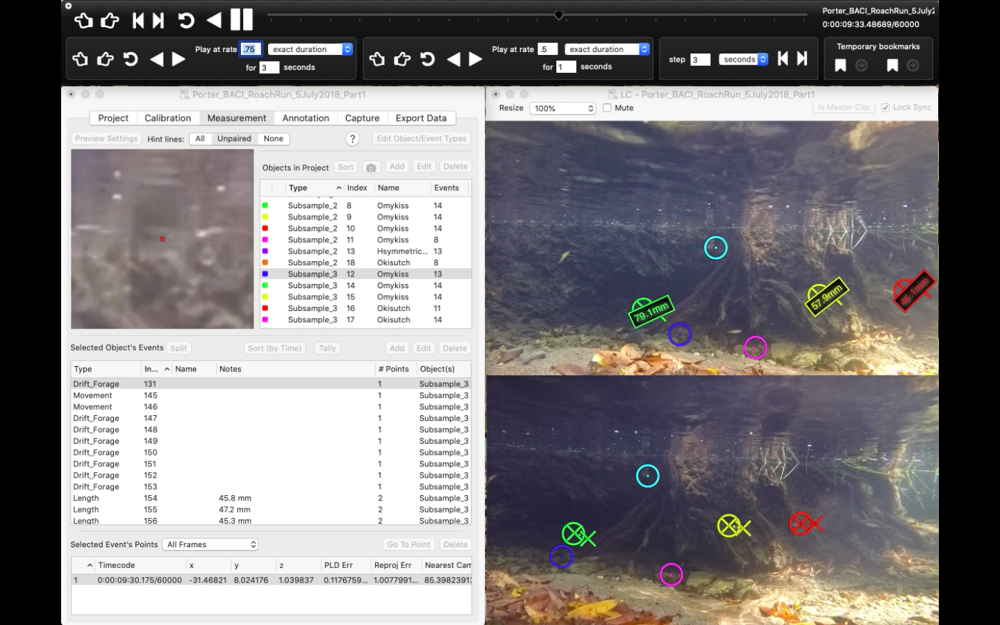 Porter_BACI_RoachRun_5July2
0:00:09:33.48689/60000
Play at rate .75 exact duration
for 3 seconds
Play at rate .5 exact duration
for 1 seconds
step 3 seconds
Temporary bookmarks
Porter_BACI_RoachRun_5July2018_Part1
Project Calibration Measurement Annotation Capture Export Data
Preview Settings Hint lines: All Unpaired None ? Edit Object/Event Types
Objects in Project Sort Add Edit Delete
Type Index Name Events
Subsample_2 8 Omykiss 14
Subsample_2 9 Omykiss 14
Subsample_2 10 Omykiss 14
Subsample_2 11 Omykiss 8
Subsample_2 13 Hsymmetric... 13
Subsample_2 18 Okisutch 8
Subsample_3 12 Omykiss 13
Subsample_3 14 Omykiss 14
Subsample_3 15 Omykiss 14
Subsample_3 16 Okisutch 11
Subsample_3 17 Okisutch 14
Selected Object's Events Split Sort (by Time) Tally Add Edit Delete
Type In... Name Notes # Points Object(s)
Drift_Forage 131 1 Subsample_3
Movement 145 1 Subsample_3
Movement 146 1 Subsample_3
Drift_Forage 147 1 Subsample_3
Drift_Forage 148 1 Subsample_3
Drift_Forage 149 1 Subsample_3
Drift_Forage 150 1 Subsample_3
Drift_Forage 151 1 Subsample_3
Drift_Forage 152 1 Subsample_3
Drift_Forage 153 1 Subsample_3
Length 154 45.8 mm 2 Subsample_3
Length 155 47.2 mm 2 Subsample_3
Length 156 45.3 mm 2 Subsample_3
Selected Event's Points All Frames Go To Point Delete
Timecode x y z PLD Err Reproj Err Nearest Cam
1 0:00:09:30.175/60000 -31.46821 8.024176 1.039837 0.1176759... 1.0077991... 85.3982391
LC - Porter_BACI_RoachRun_5July2018_Part1
Resize 100% Mute Is Master Clip Lock Sync
79.1mm
57.9mm